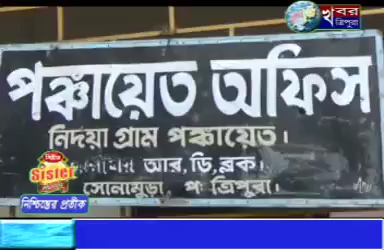 খবর
ত্রিপুরা
পঞ্চায়েত অফিস
নিদয়া গ্রাম পঞ্চায়েত।
আর, ডি, ব্লক।
Sister
সোনামুড়া, পঃ ত্রিপুরা।
নিশ্চিন্তের প্রতীক